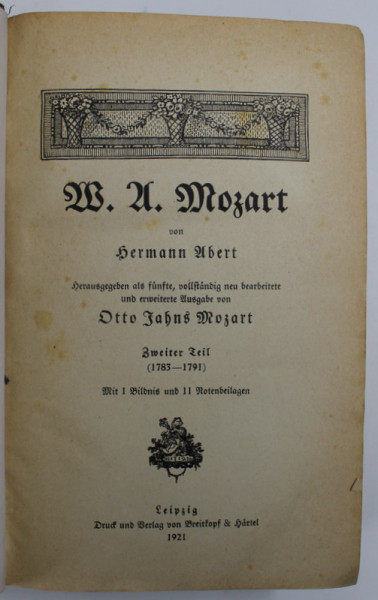 W. A. Mozart
von
Hermann Abert
Herausgegeben als fünfte, vollständig neu bearbeitete
und erweiterte Ausgabe von
Otto Jahns Mozart
Zweiter Teil
(1783—1791)
Mit 1 Bildnis und 11 Notenbeilagen
Leipzig
Druck und Verlag von Breitkopf & Härtel
1921